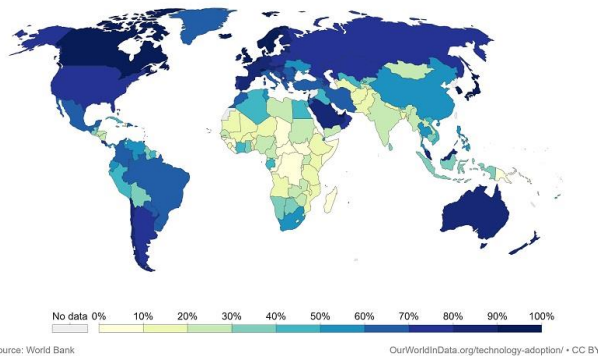 No data 0% 10% 20% 30% 40% 50% 60% 70% 80% 90% 100%
ource: World Bank
OurWorldInData.org/technology-adoption/ • CC BY